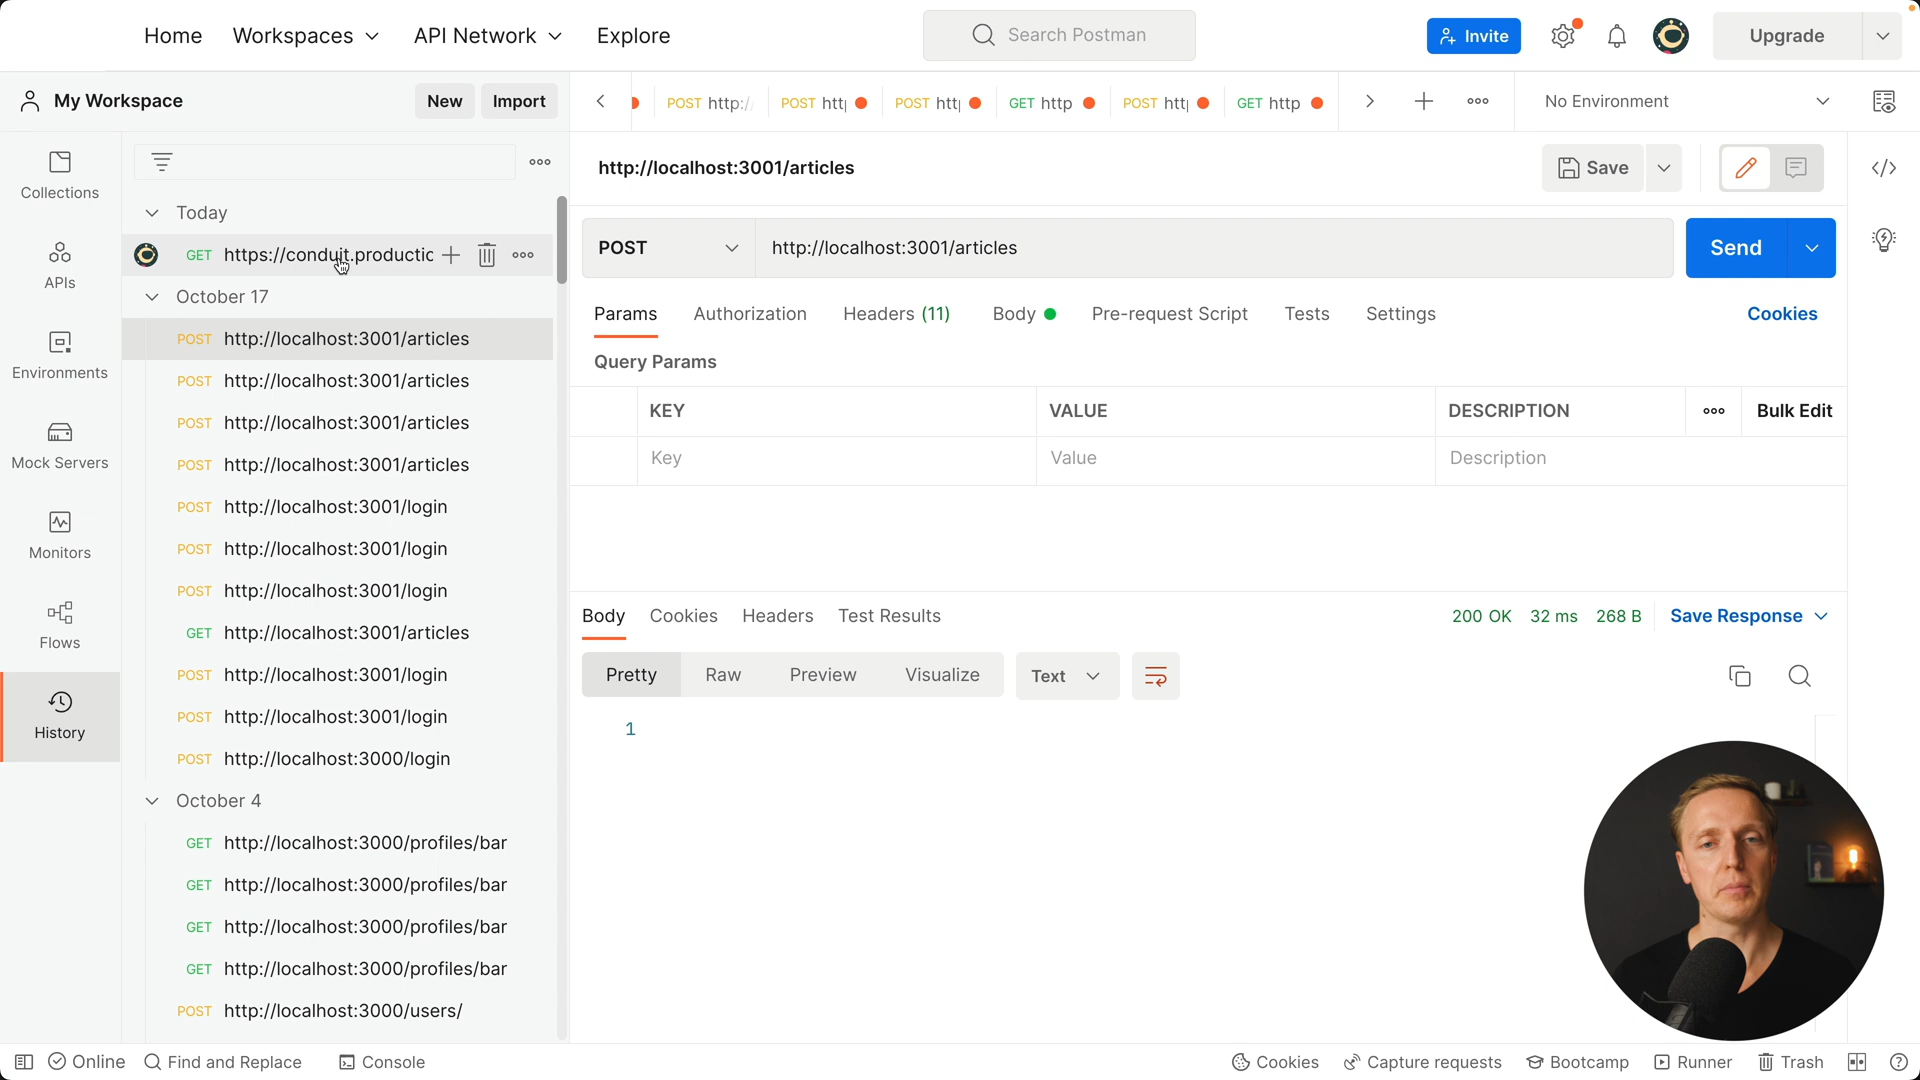 Home Workspaces API Network Explore Search Postman Invite Upgrade
My Workspace New Import POST http:/ POST htt POST htt GET http POST htt GET http No Environment
http://localhost:3001/articles Save
Collections
APIs
Environments
Mock Servers
Monitors
Flows
History
Today
GET https://conduit.productic
October 17
POST http://localhost:3001/articles
POST http://localhost:3001/articles
POST http://localhost:3001/articles
POST http://localhost:3001/articles
POST http://localhost:3001/login
POST http://localhost:3001/login
POST http://localhost:3001/login
GET http://localhost:3001/articles
POST http://localhost:3001/login
POST http://localhost:3001/login
POST http://localhost:3000/login
October 4
GET http://localhost:3000/profiles/bar
GET http://localhost:3000/profiles/bar
GET http://localhost:3000/profiles/bar
GET http://localhost:3000/profiles/bar
POST http://localhost:3000/users/
POST http://localhost:3001/articles Send
Params Authorization Headers (11) Body Pre-request Script Tests Settings Cookies
Query Params
KEY VALUE DESCRIPTION Bulk Edit
Key Value Description
Body Cookies Headers Test Results 200 OK 32 ms 268 B Save Response
Pretty Raw Preview Visualize Text
1
Online Find and Replace Console Cookies Capture requests Bootcamp Runner Trash